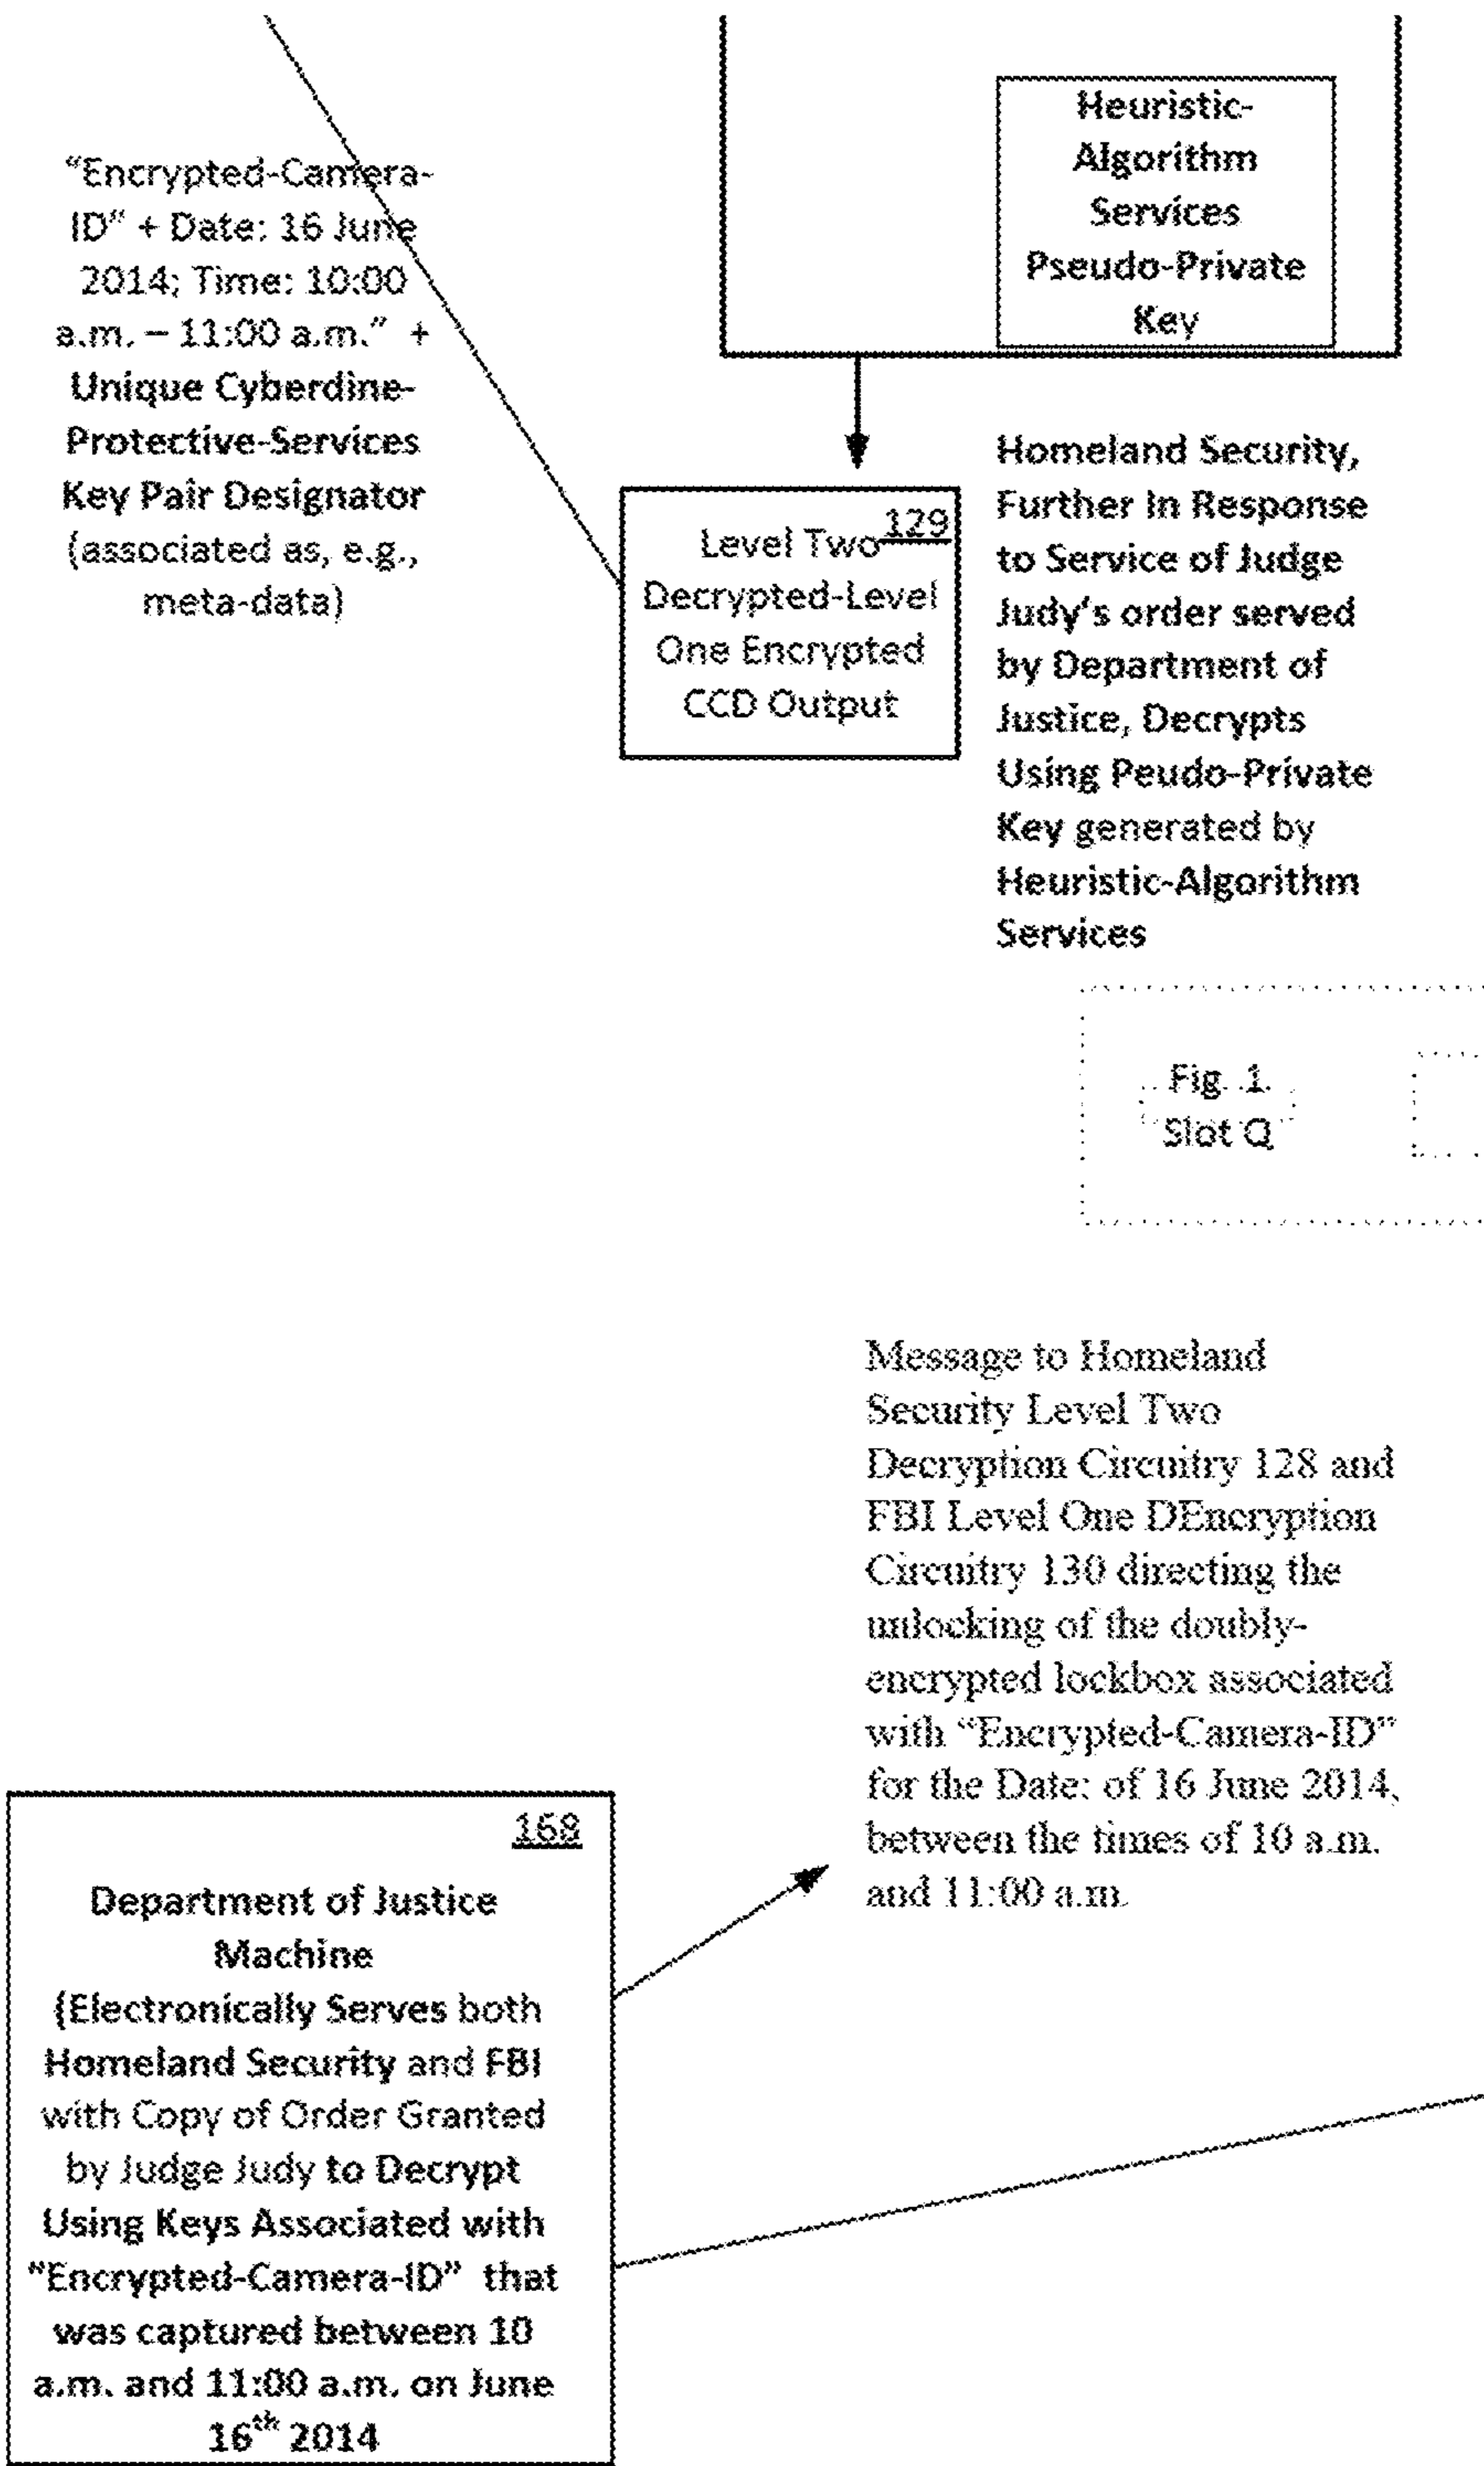 "Encrypted-Camera-
ID" + Date: 16 June
2014; Time: 10:00
a.m. – 11:00 a.m." +
Unique Cyberdine-
Protective-Services
Key Pair Designator
(associated as, e.g.,
meta-data)
Heuristic-
Algorithm
Services
Pseudo-Private
Key
129
Level Two
Decrypted-Level
One Encrypted
CCD Output
Homeland Security,
Further In Response
to Service of Judge
Judy's order served
by Department of
Justice, Decrypts
Using Peudo-Private
Key generated by
Heuristic-Algorithm
Services
Fig. 1
Slot Q
Message to Homeland
Security Level Two
Decryption Circuitry 128 and
FBI Level One DEncryption
Circuitry 130 directing the
unlocking of the doubly-
encrypted lockbox associated
with "Encrypted-Camera-ID"
for the Date: of 16 June 2014,
between the times of 10 a.m.
and 11:00 a.m.
168
Department of Justice
Machine
(Electronically Serves both
Homeland Security and FBI
with Copy of Order Granted
by Judge Judy to Decrypt
Using Keys Associated with
"Encrypted-Camera-ID" that
was captured between 10
a.m. and 11:00 a.m. on June
16th 2014